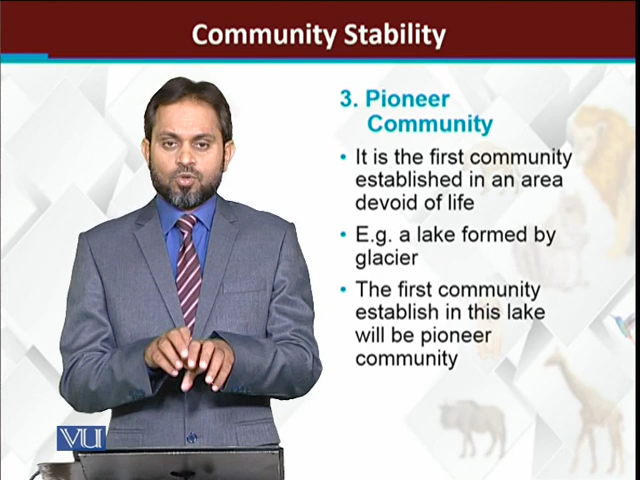 Community Stability
3. Pioneer
Community
• It is the first community
established in an area
devoid of life
• E.g. a lake formed by
glacier
• The first community
establish in this lake
will be pioneer
community
VU